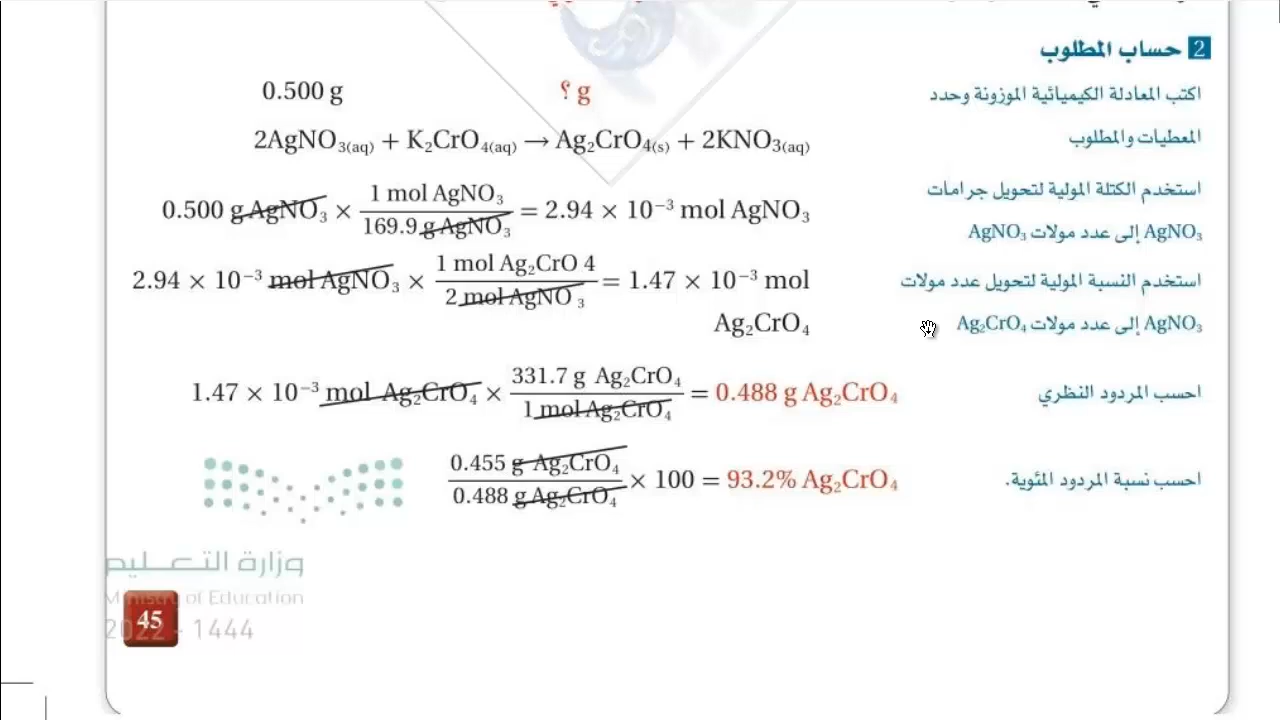 2 حساب المطلوب
اكتب المعادلة الكيميائية الموزونة وحدد
0.500 g ؟ g
المعطيات والمطلوب
2AgNO₃(aq) + K₂CrO₄(aq) → Ag₂CrO₄(s) + 2KNO₃(aq)
استخدم الكتلة المولية لتحويل جرامات
AgNO₃ إلى عدد مولات AgNO₃
0.500 g AgNO₃ × 1 mol AgNO₃ / 169.9 g AgNO₃ = 2.94 × 10⁻³ mol AgNO₃
استخدم النسبة المولية لتحويل عدد مولات
AgNO₃ إلى عدد مولات Ag₂CrO₄
2.94 × 10⁻³ mol AgNO₃ × 1 mol Ag₂CrO 4 / 2 mol AgNO ₃ = 1.47 × 10⁻³ mol
Ag₂CrO₄
احسب المردود النظري
1.47 × 10⁻³ mol Ag₂CrO₄ × 331.7 g Ag₂CrO₄ / 1 mol Ag₂CrO₄ = 0.488 g Ag₂CrO₄
احسب نسبة المردود المئوية.
0.455 g Ag₂CrO₄ / 0.488 g Ag₂CrO₄ × 100 = 93.2% Ag₂CrO₄
وزارة التعليم
Ministry of Education
45
2022 - 1444